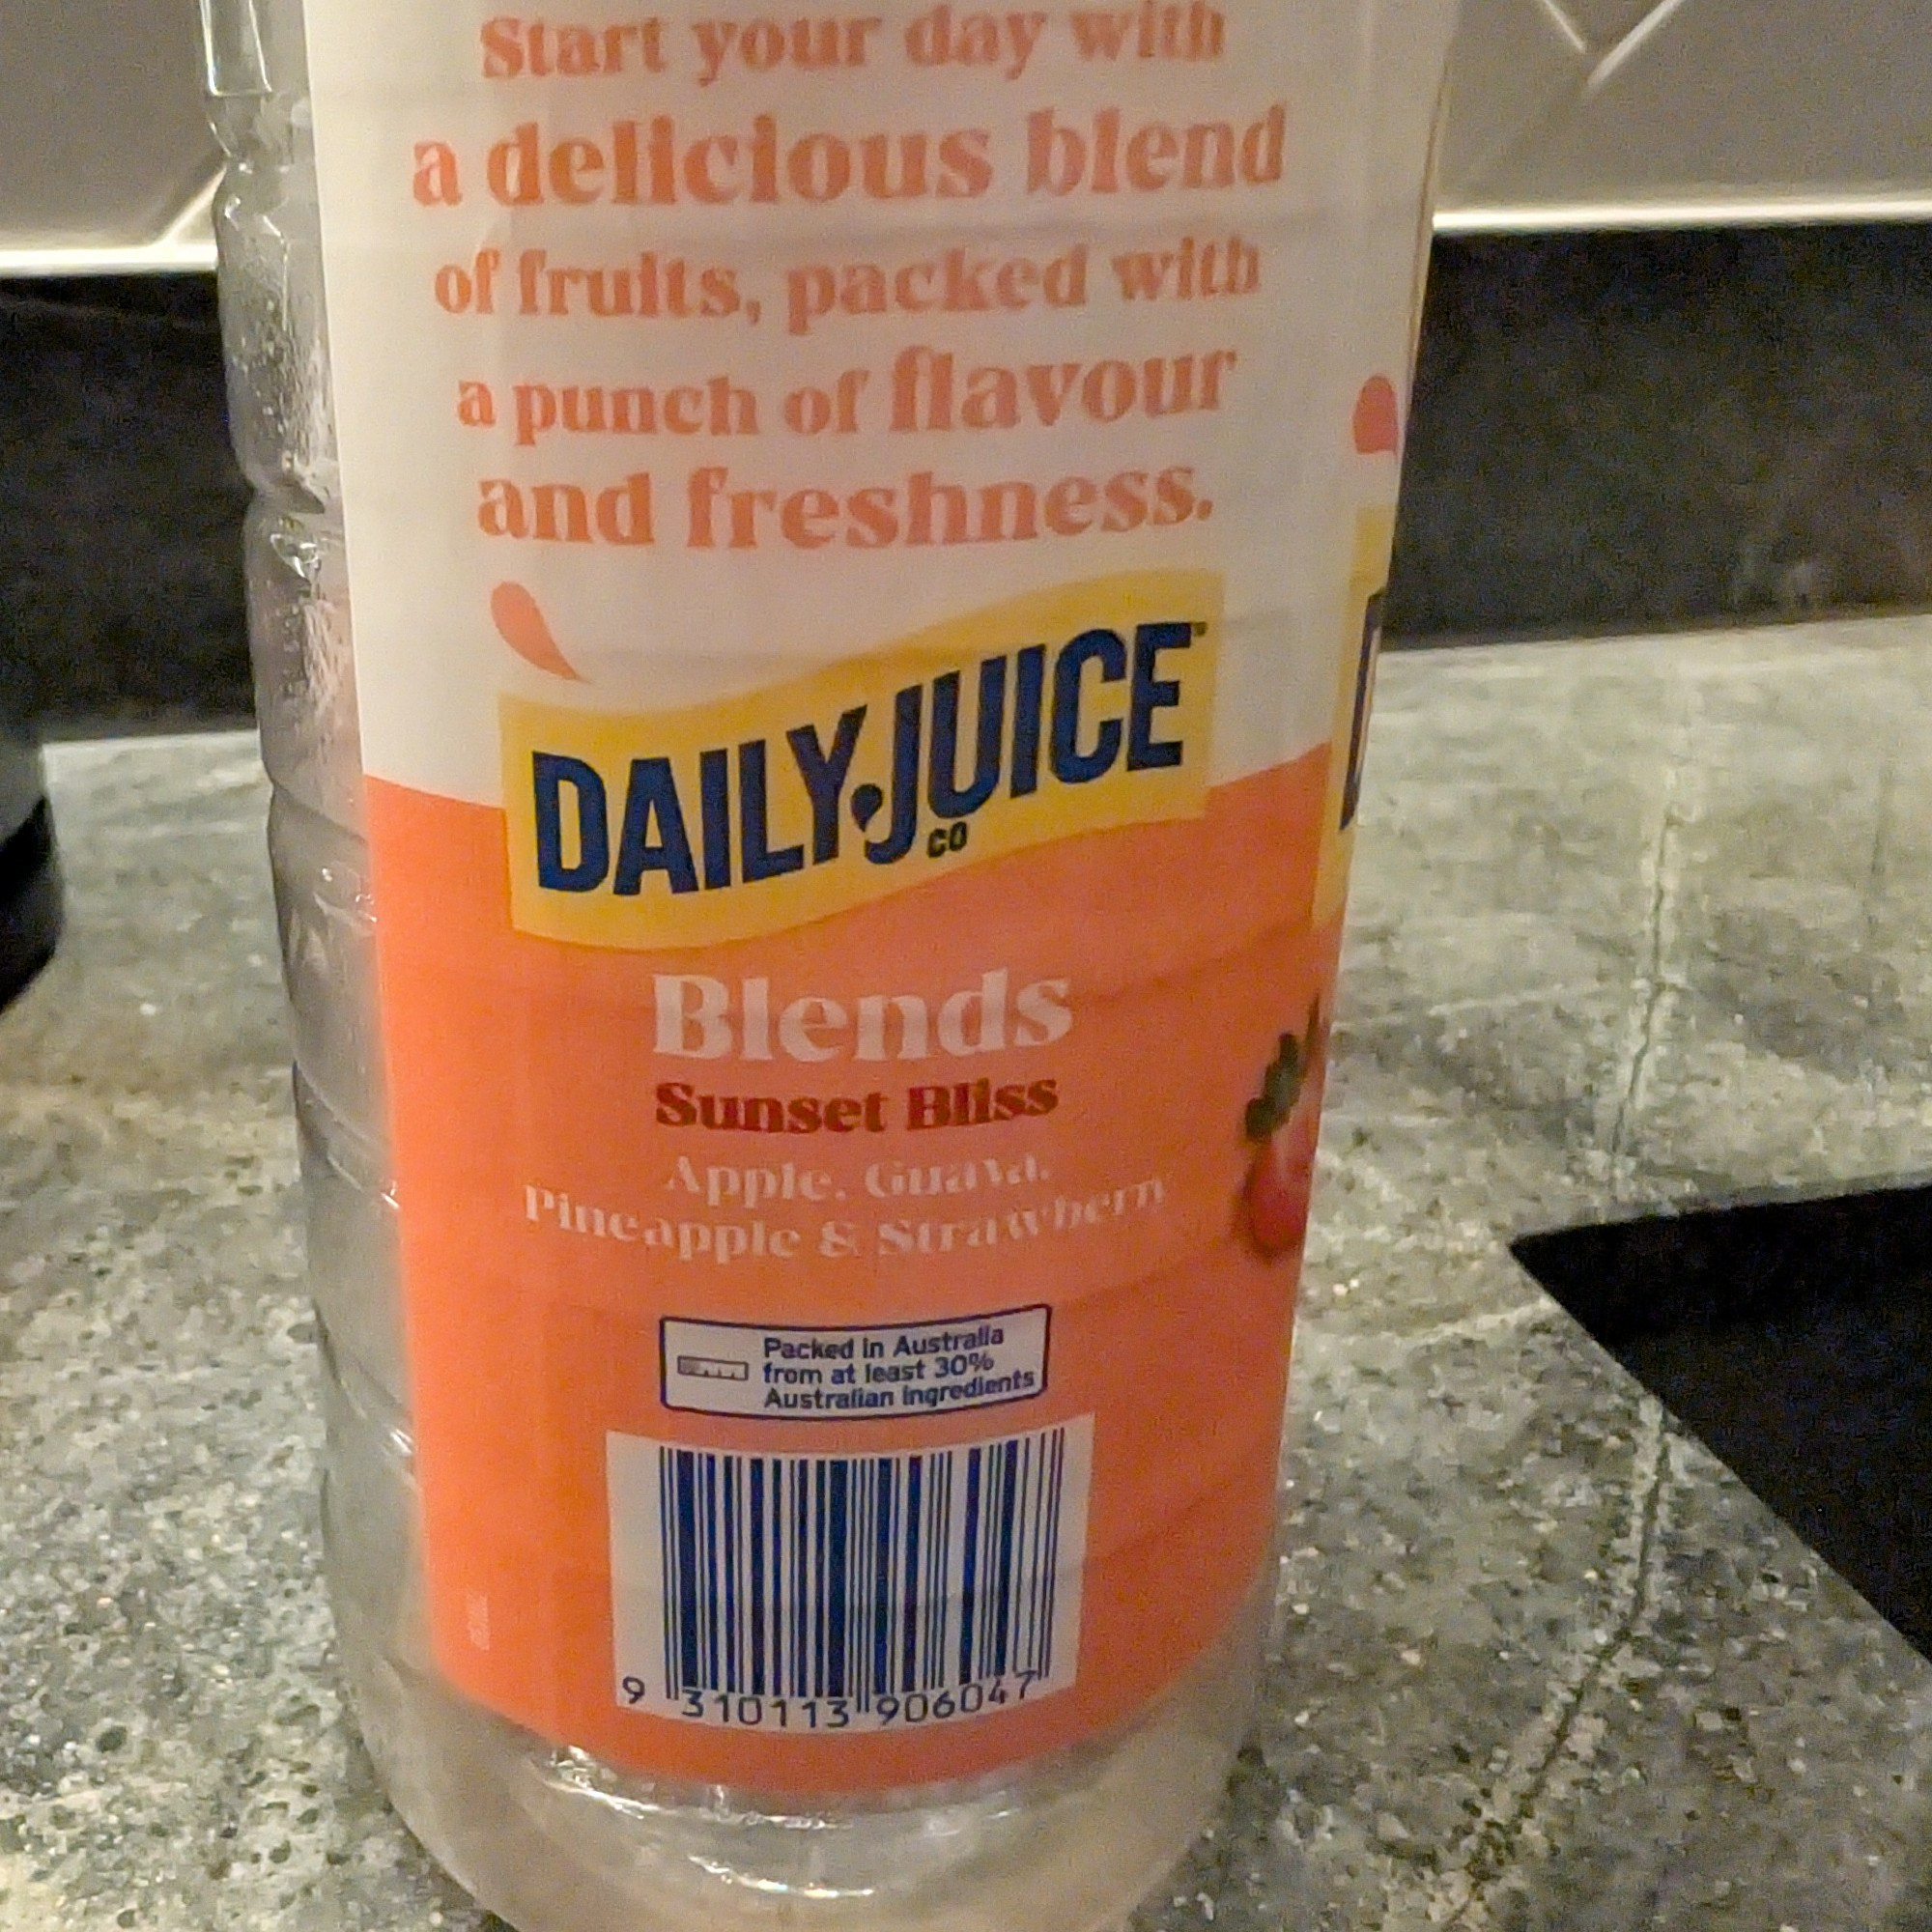 Start your day with
a delicious blend
of fruits, packed with
a punch of flavour
and freshness.
DAILY JUICE
CO
Blends
Sunset Bliss
Apple, Guava,
Pineapple & Strawberry
Packed in Australia
from at least 30%
Australian ingredients
9 310113 906047